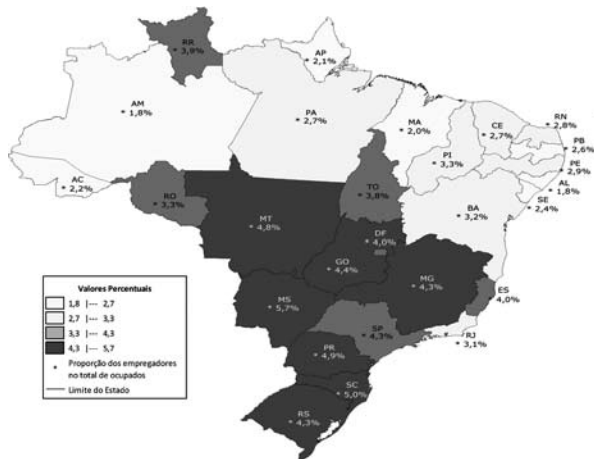 RR
3,9%
AP
2,1%
AM
1,8%
PA
2,7%
MA
2,0%
CE
2,7%
RN
2,8%
PB
2,6%
PI
3,3%
PE
2,9%
AL
1,8%
AC
2,2%
RO
3,3%
TO
3,8%
SE
2,4%
BA
3,2%
MT
4,8%
DF
4,0%
GO
4,4%
MG
4,3%
ES
4,0%
MS
5,7%
SP
4,3%
RJ
3,1%
PR
4,9%
SC
5,0%
RS
4,3%
Valores Percentuais
1,8 |--- 2,7
2,7 |--- 3,3
3,3 |--- 4,3
4,3 |--- 5,7
Proporção dos empregadores
no total de ocupados
Limite do Estado